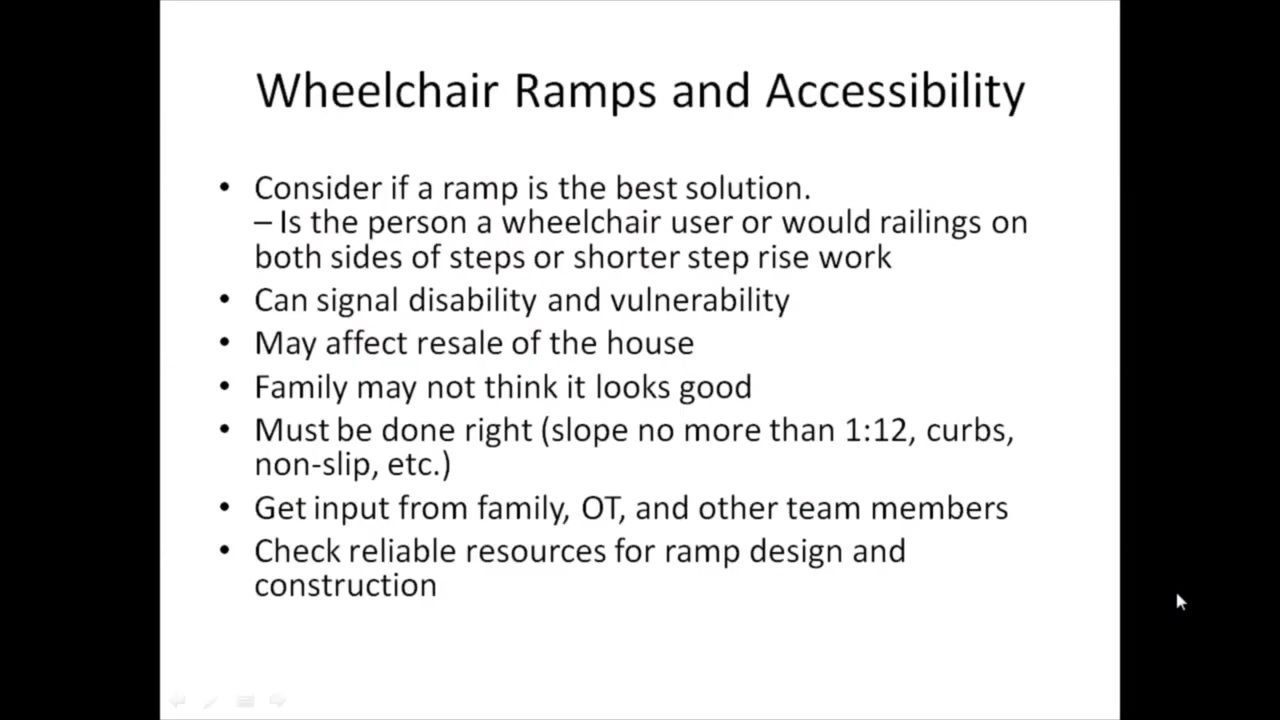 Wheelchair Ramps and Accessibility
• Consider if a ramp is the best solution.
– Is the person a wheelchair user or would railings on
both sides of steps or shorter step rise work
• Can signal disability and vulnerability
• May affect resale of the house
• Family may not think it looks good
• Must be done right (slope no more than 1:12, curbs,
non-slip, etc.)
• Get input from family, OT, and other team members
• Check reliable resources for ramp design and
construction